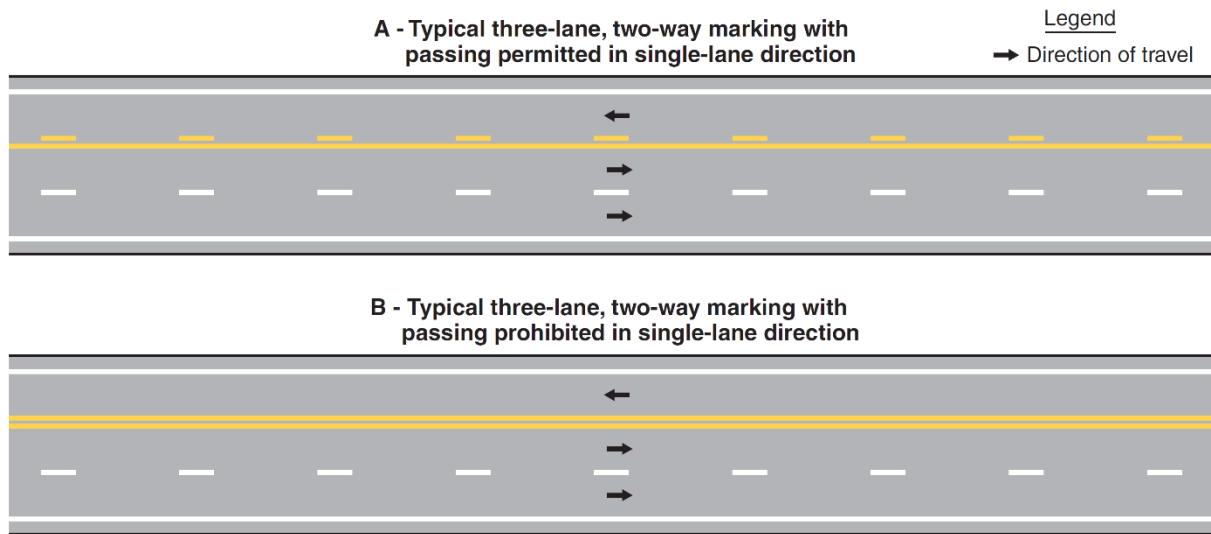 A - Typical three-lane, two-way marking with
passing permitted in single-lane direction
Legend
Direction of travel
B - Typical three-lane, two-way marking with
passing prohibited in single-lane direction